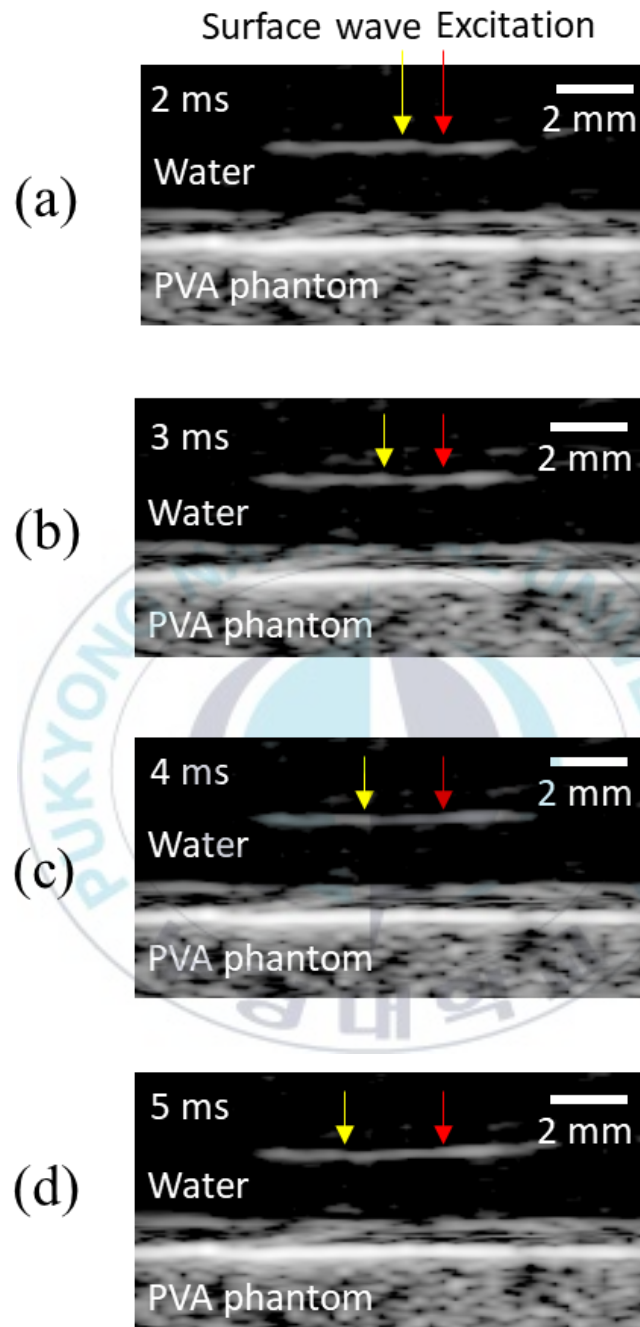 Surface wave Excitation
2 ms
2 mm
Water
(a)
PVA phantom
3 ms
2 mm
Water
(b)
PVA phantom
4 ms
2 mm
Water
(c)
PVA phantom
5 ms
2 mm
Water
(d)
PVA phantom